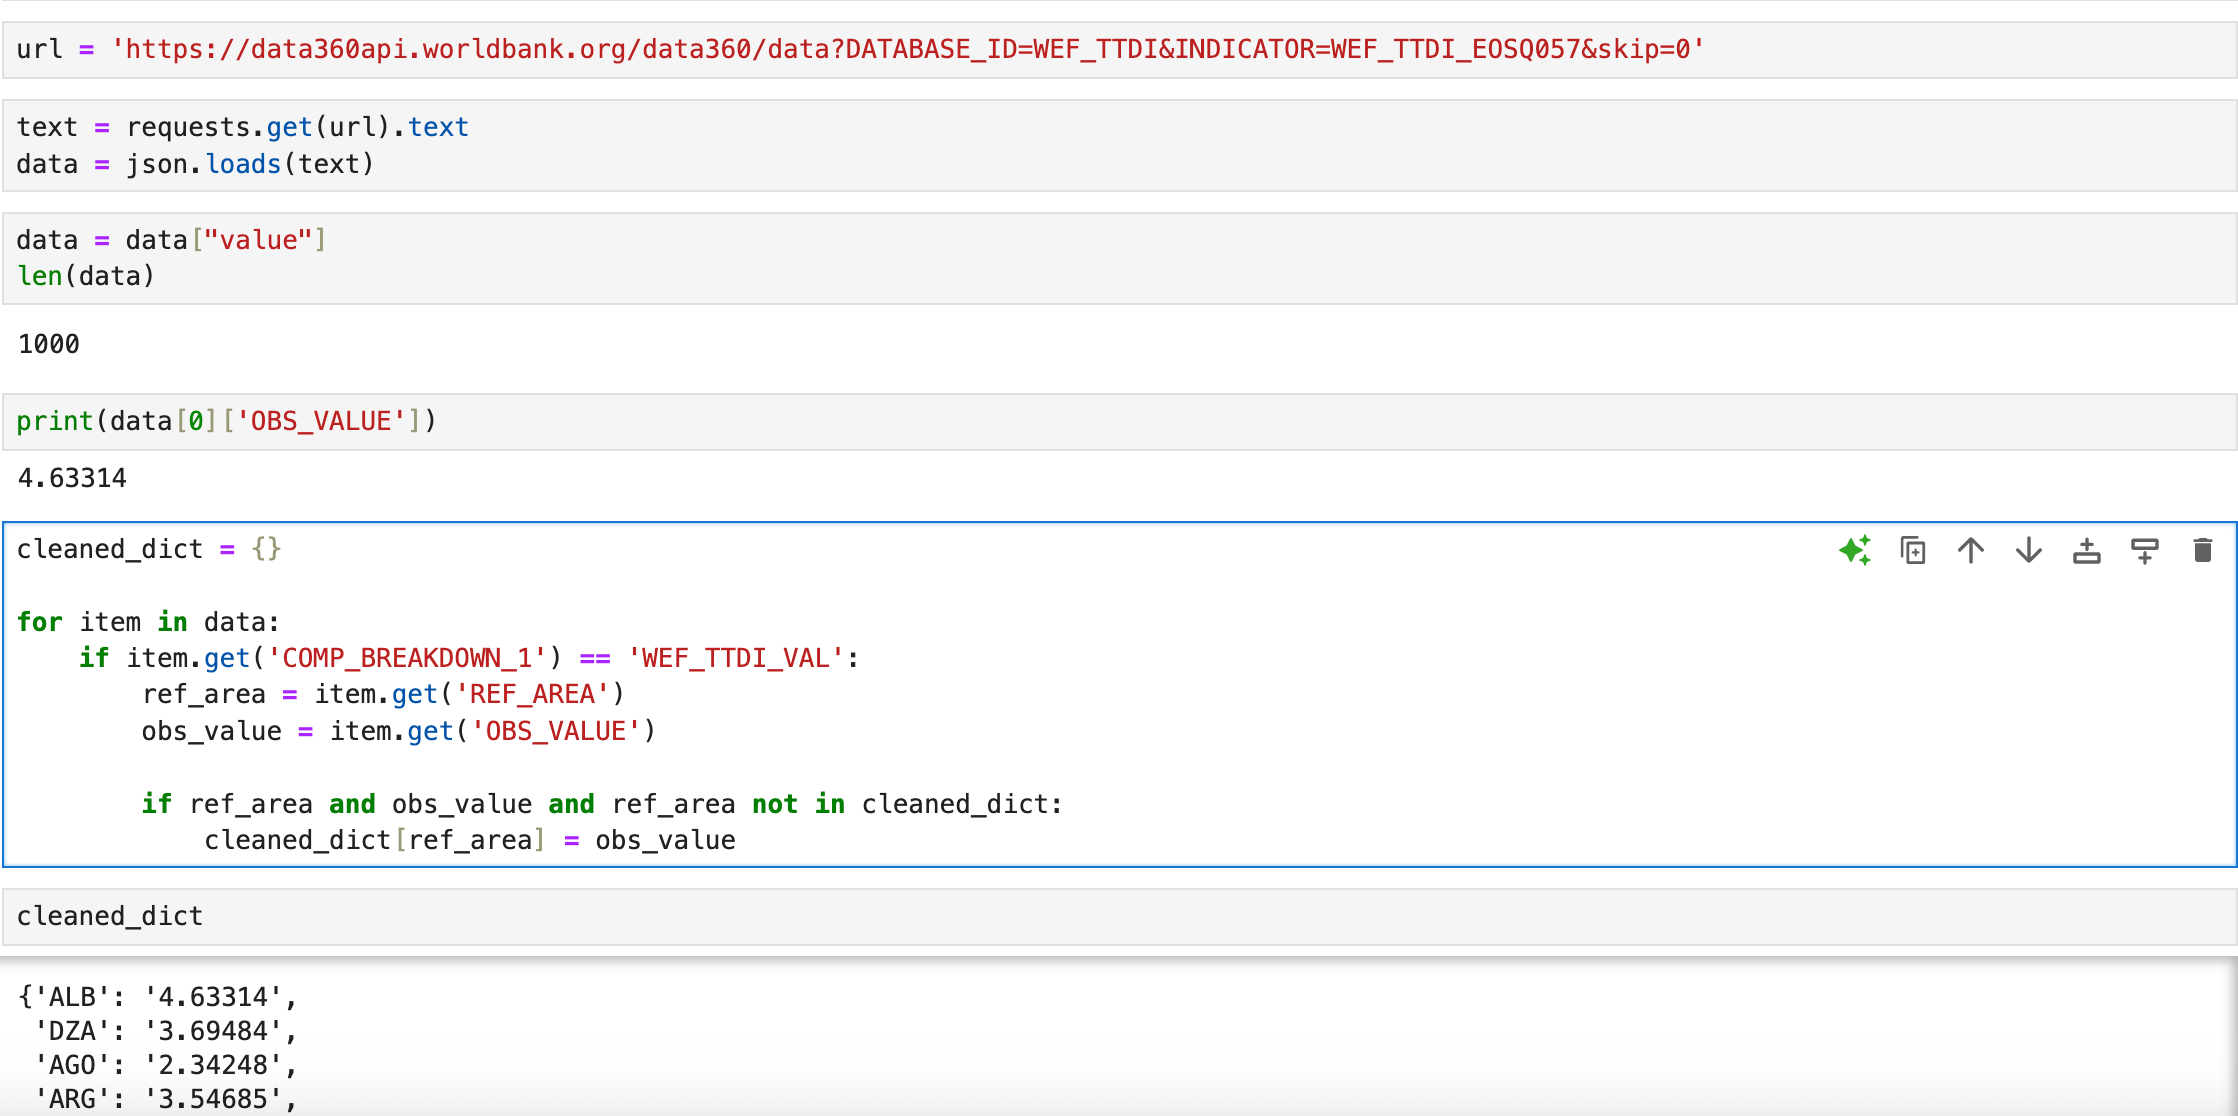 url = 'https://data360api.worldbank.org/data360/data?DATABASE_ID=WEF_TTDI&INDICATOR=WEF_TTDI_EOSQ057&skip=0'
text = requests.get(url).text
data = json.loads(text)
data = data["value"]
len(data)
1000
print(data[0]['OBS_VALUE'])
4.63314
cleaned_dict = {}
for item in data:
    if item.get('COMP_BREAKDOWN_1') == 'WEF_TTDI_VAL':
        ref_area = item.get('REF_AREA')
        obs_value = item.get('OBS_VALUE')
        if ref_area and obs_value and ref_area not in cleaned_dict:
            cleaned_dict[ref_area] = obs_value
cleaned_dict
{'ALB': '4.63314',
 'DZA': '3.69484',
 'AGO': '2.34248',
 'ARG': '3.54685',